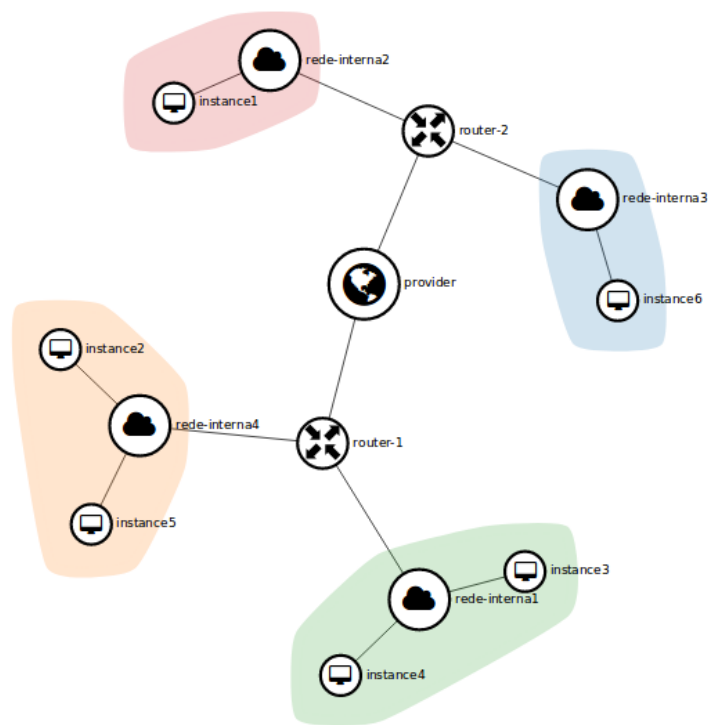 rede-interna2
instance1
router-2
rede-interna3
provider
instance6
instance2
rede-interna4
router-1
instance5
instance3
rede-interna1
instance4